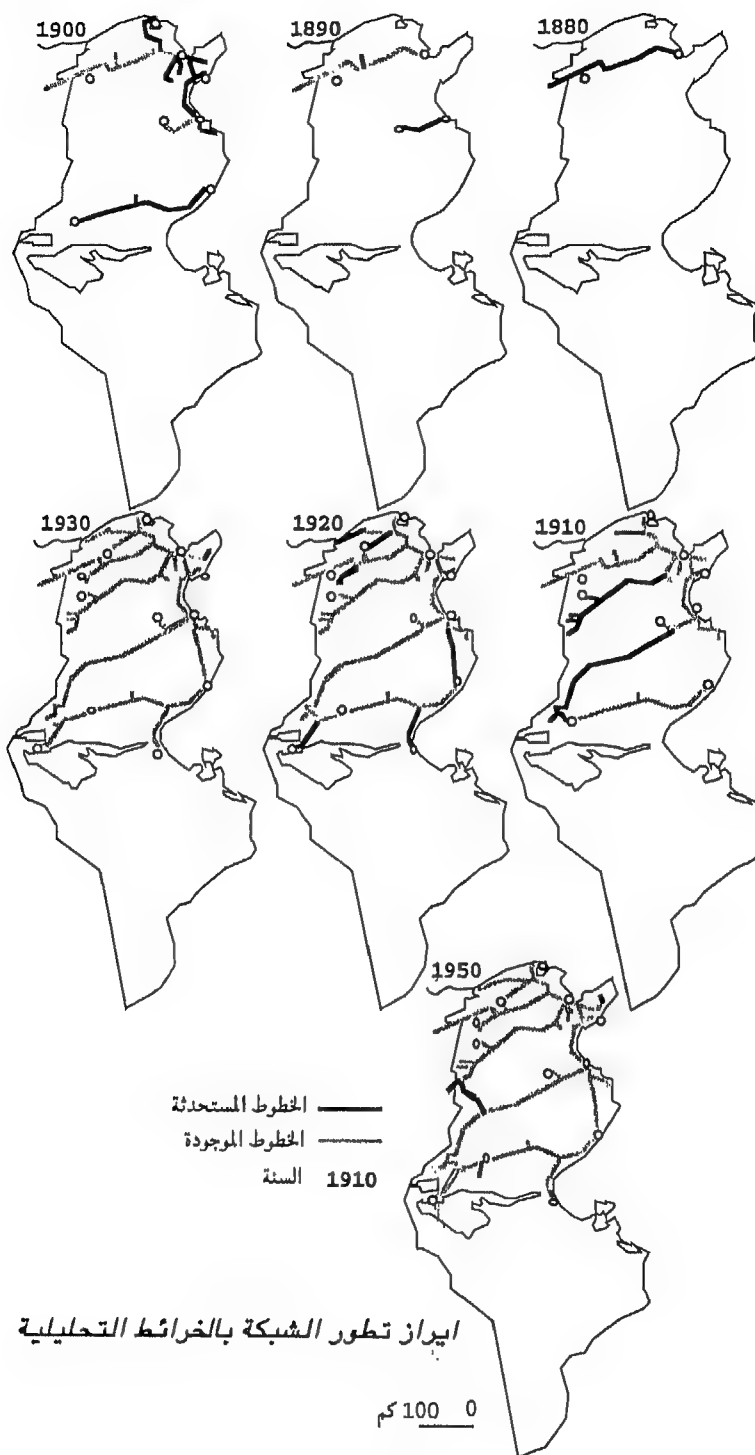 1880
1890
1900
1910
1920
1930
1950
الخطوط المستحدثة
الخطوط الموجودة
1910 السنة
ايراز تطور الشبكة بالخرائط التحليلية
0 100 كم